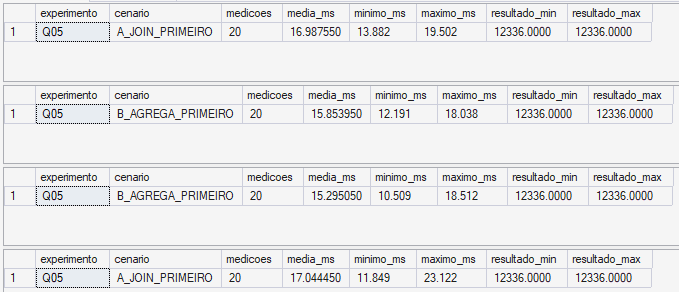 experimento cenario medicoes media_ms minimo_ms maximo_ms resultado_min resultado_max
1 Q05 A_JOIN_PRIMEIRO 20 16.987550 13.882 19.502 12336.0000 12336.0000
experimento cenario medicoes media_ms minimo_ms maximo_ms resultado_min resultado_max
1 Q05 B_AGREGA_PRIMEIRO 20 15.853950 12.191 18.038 12336.0000 12336.0000
experimento cenario medicoes media_ms minimo_ms maximo_ms resultado_min resultado_max
1 Q05 B_AGREGA_PRIMEIRO 20 15.295050 10.509 18.512 12336.0000 12336.0000
experimento cenario medicoes media_ms minimo_ms maximo_ms resultado_min resultado_max
1 Q05 A_JOIN_PRIMEIRO 20 17.044450 11.849 23.122 12336.0000 12336.0000